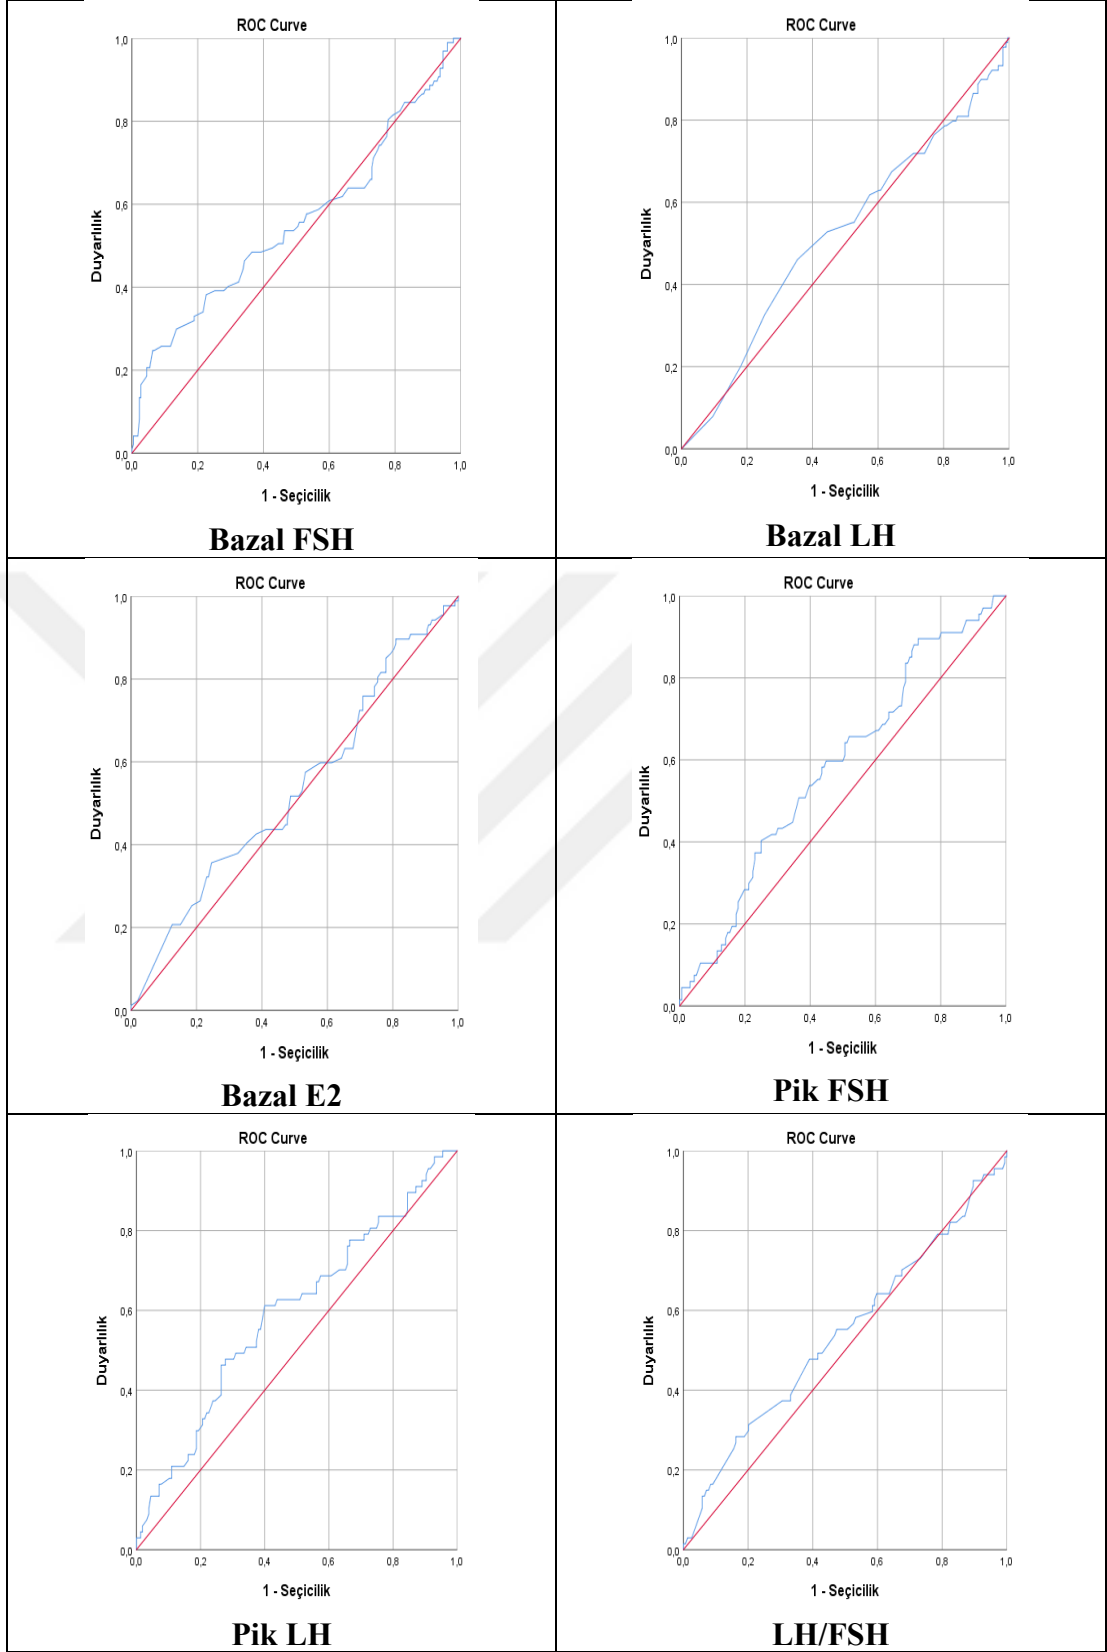 ROC Curve
1,0
0,8
0,6
0,4
0,2
0,0
0,0 0,2 0,4 0,6 0,8 1,0
Duyarlılık
1 - Seçicilik
Bazal FSH
ROC Curve
1,0
0,8
0,6
0,4
0,2
0,0
0,0 0,2 0,4 0,6 0,8 1,0
Duyarlılık
1 - Seçicilik
Bazal LH
ROC Curve
1,0
0,8
0,6
0,4
0,2
0,0
0,0 0,2 0,4 0,6 0,8 1,0
Duyarlılık
1 - Seçicilik
Bazal E2
ROC Curve
1,0
0,8
0,6
0,4
0,2
0,0
0,0 0,2 0,4 0,6 0,8 1,0
Duyarlılık
1 - Seçicilik
Pik FSH
ROC Curve
1,0
0,8
0,6
0,4
0,2
0,0
0,0 0,2 0,4 0,6 0,8 1,0
Duyarlılık
1 - Seçicilik
Pik LH
ROC Curve
1,0
0,8
0,6
0,4
0,2
0,0
0,0 0,2 0,4 0,6 0,8 1,0
Duyarlılık
1 - Seçicilik
LH/FSH